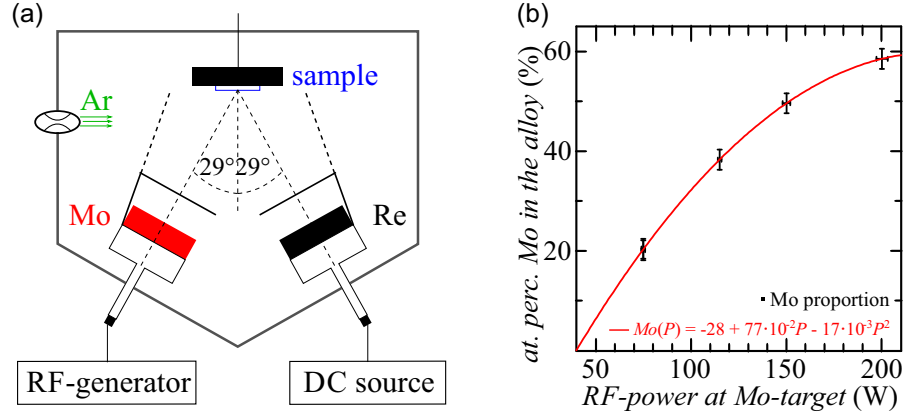 (a)
sample
Ar
29°29°
Mo
Re
RF-generator
DC source
(b)
at. perc. Mo in the alloy (%)
60
40
20
Mo proportion
Mo(P) = -28 + 77·10⁻²P - 17·10⁻³P²
50
100
150
200
RF-power at Mo-target (W)